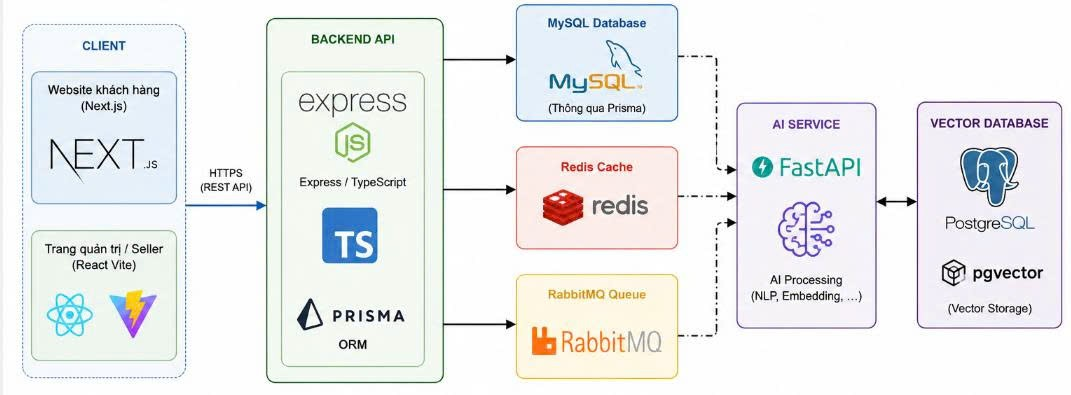 CLIENT
Website khách hàng
(Next.js)
NEXT.JS
Trang quản trị / Seller
(React Vite)
HTTPS
(REST API)
BACKEND API
express
JS
Express / TypeScript
TS
PRISMA
ORM
MySQL Database
MySQL
(Thông qua Prisma)
Redis Cache
redis
RabbitMQ Queue
RabbitMQ
AI SERVICE
FastAPI
AI Processing
(NLP, Embedding, ...)
VECTOR DATABASE
PostgreSQL
pgvector
(Vector Storage)